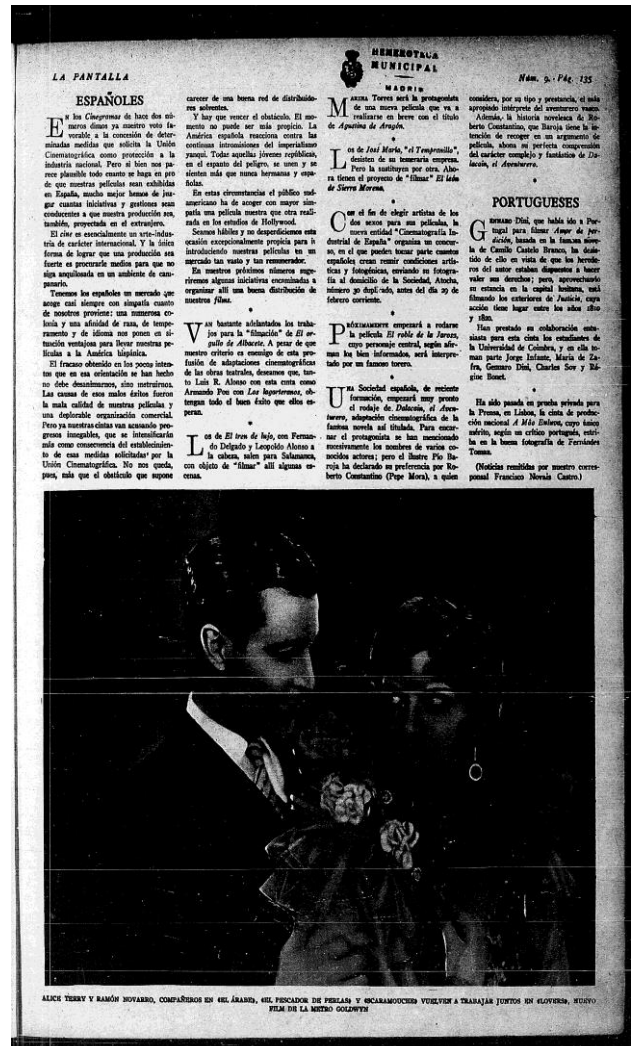 HEMEROTECA
MUNICIPAL
MADRID
LA PANTALLA
Núm. 9. - Pág. 135
ESPAÑOLES
EN los Cinegramas de hace dos nú-
meros dimos ya nuestro voto fa-
vorable a la concesión de deter-
minadas medidas que solicita la Unión
Cinematográfica como protección a la
industria nacional. Pero si bien nos pa-
rece plausible todo cuanto se haga en pro
de que nuestras películas sean exhibidas
en España, mucho mejor hemos de juz-
gar cuantas iniciativas y gestiones sean
conducentes a que nuestra producción sea,
también, proyectada en el extranjero.
El cine es esencialmente un arte-indus-
tria de carácter internacional. Y la única
forma de lograr que una producción sea
fuerte es procurarle medios para que no
siga anquilosada en un ambiente de cam-
panario.
Tenemos los españoles un mercado que
acoge casi siempre con simpatía cuanto
de nosotros proviene: una numerosa co-
lonia y una afinidad de raza, de tempe-
ramento y de idioma nos ponen en si-
tuación ventajosa para llevar nuestras pe-
lículas a la América hispánica.
El fracaso obtenido en los pocos inten-
tos que en esa orientación se han hecho
no debe desanimarnos, sino instruirnos.
Las causas de esos malos éxitos fueron
la mala calidad de nuestras películas y
una deplorable organización comercial.
Pero ya nuestras cintas van acusando pro-
gresos innegables, que se intensificarán
más como consecuencia del establecimien-
to de esas medidas solicitadas por la
Unión Cinematográfica. No nos queda,
pues, más que el obstáculo que supone
carecer de una buena red de distribuido-
res solventes.
Y hay que vencer el obstáculo. El mo-
mento no puede ser más propicio. La
América española reacciona contra las
continuas intromisiones del imperialismo
yanqui. Todas aquellas jóvenes repúblicas,
en el espanto del peligro, se unen y se
sienten más que nunca hermanas y espa-
ñolas.
En estas circunstancias el público sud-
americano ha de acoger con mayor sim-
patía una película nuestra que otra reali-
zada en los estudios de Hollywood.
Seamos hábiles y no desperdiciemos esta
ocasión excepcionalmente propicia para ir
introduciendo nuestras películas en un
mercado tan vasto y tan remunerador.
En nuestros próximos números suge-
riremos algunas iniciativas encaminadas a
organizar allí una buena distribución de
nuestros films.
VAN bastante adelantados los traba-
jos para la "filmación" de El or-
gullo de Albacete. A pesar de que
nuestro criterio es enemigo de esta pro-
fusión de adaptaciones cinematográficas
de las obras teatrales, deseamos que, tan-
to Luis R. Alonso con esta cinta como
Armando Pou con Los lagarteranos, ob-
tengan todo el buen éxito que ellos es-
peran.
LOS de El tren de lujo, con Fernan-
do Delgado y Leopoldo Alonso a
la cabeza, salen para Salamanca,
con objeto de "filmar" allí algunas es-
cenas.
MARINA Torres será la protagonista
de una nueva película que va a
realizarse en breve con el título
de Agustina de Aragón.
LOS de José María, "el Tempranillo",
desisten de su temeraria empresa.
Pero la sustituyen por otra. Aho-
ra tienen el proyecto de "filmar" El león
de Sierra Morena.
CON el fin de elegir artistas de los
dos sexos para sus películas, la
nueva entidad "Cinematografía In-
dustrial de España" organiza un concur-
so, en el que pueden tomar parte cuantos
españoles crean reunir condiciones artís-
ticas y fotogénicas, enviando su fotogra-
fía al domicilio de la Sociedad, Atocha,
número 30 duplicado, antes del día 29 de
febrero corriente.
PRÓXIMAMENTE empezará a rodarse
la película El roble de la Jarosa,
cuyo personaje central, según afir-
man los bien informados, será interpre-
tado por un famoso torero.
UNA Sociedad española, de reciente
formación, empezará muy pronto
el rodaje de Zalacaín, el Aven-
turero, adaptación cinematográfica de la
famosa novela así titulada. Para encar-
nar el protagonista se han mencionado
sucesivamente los nombres de varios co-
nocidos actores; pero el ilustre Pío Ba-
roja ha declarado su preferencia por Ro-
berto Constantino (Pepe Mora), a quien
considera, por su tipo y prestancia, el más
apropiado intérprete del aventurero vasco.
Además, la historia novelesca de Ro-
berto Constantino, que Baroja tiene la in-
tención de recoger en un argumento de
película, abona su perfecta comprensión
del carácter complejo y fantástico de Za-
lacaín, el Aventurero.
PORTUGUESES
GENNARO Dini, que había ido a Por-
tugal para filmar Amor de per-
dición, basada en la famosa nove-
la de Camilo Castelo Branco, ha desis-
tido de ello en vista de que los herede-
ros del autor estaban dispuestos a hacer
valer sus derechos; pero, aprovechando
su estancia en la capital lusitana, está
filmando los exteriores de Justicia, cuya
acción tiene lugar entre los años 1810
y 1820.
Han prestado su colaboración entu-
siasta para esta cinta los estudiantes de
la Universidad de Coimbra, y en ella to-
man parte Jorge Infante, María de Za-
fra, Gennaro Dini, Charles Sov y Ré-
gine Bouet.
Ha sido pasada en prueba privada para
la Prensa, en Lisboa, la cinta de produc-
ción nacional A Mão Enluva, cuyo único
mérito, según un crítico portugués, estri-
ba en la buena fotografía de Fernándes
Tomas.
(Noticias remitidas por nuestro corres-
ponsal Francisco Novais Castro.)
ALICE TERRY Y RAMÓN NOVARRO, COMPAÑEROS EN «EL ÁRABE», «EL PESCADOR DE PERLAS» Y «SCARAMOUCHE» VUELVEN A TRABAJAR JUNTOS EN «LOVERS», NUEVO
FILM DE LA METRO GOLDWYN